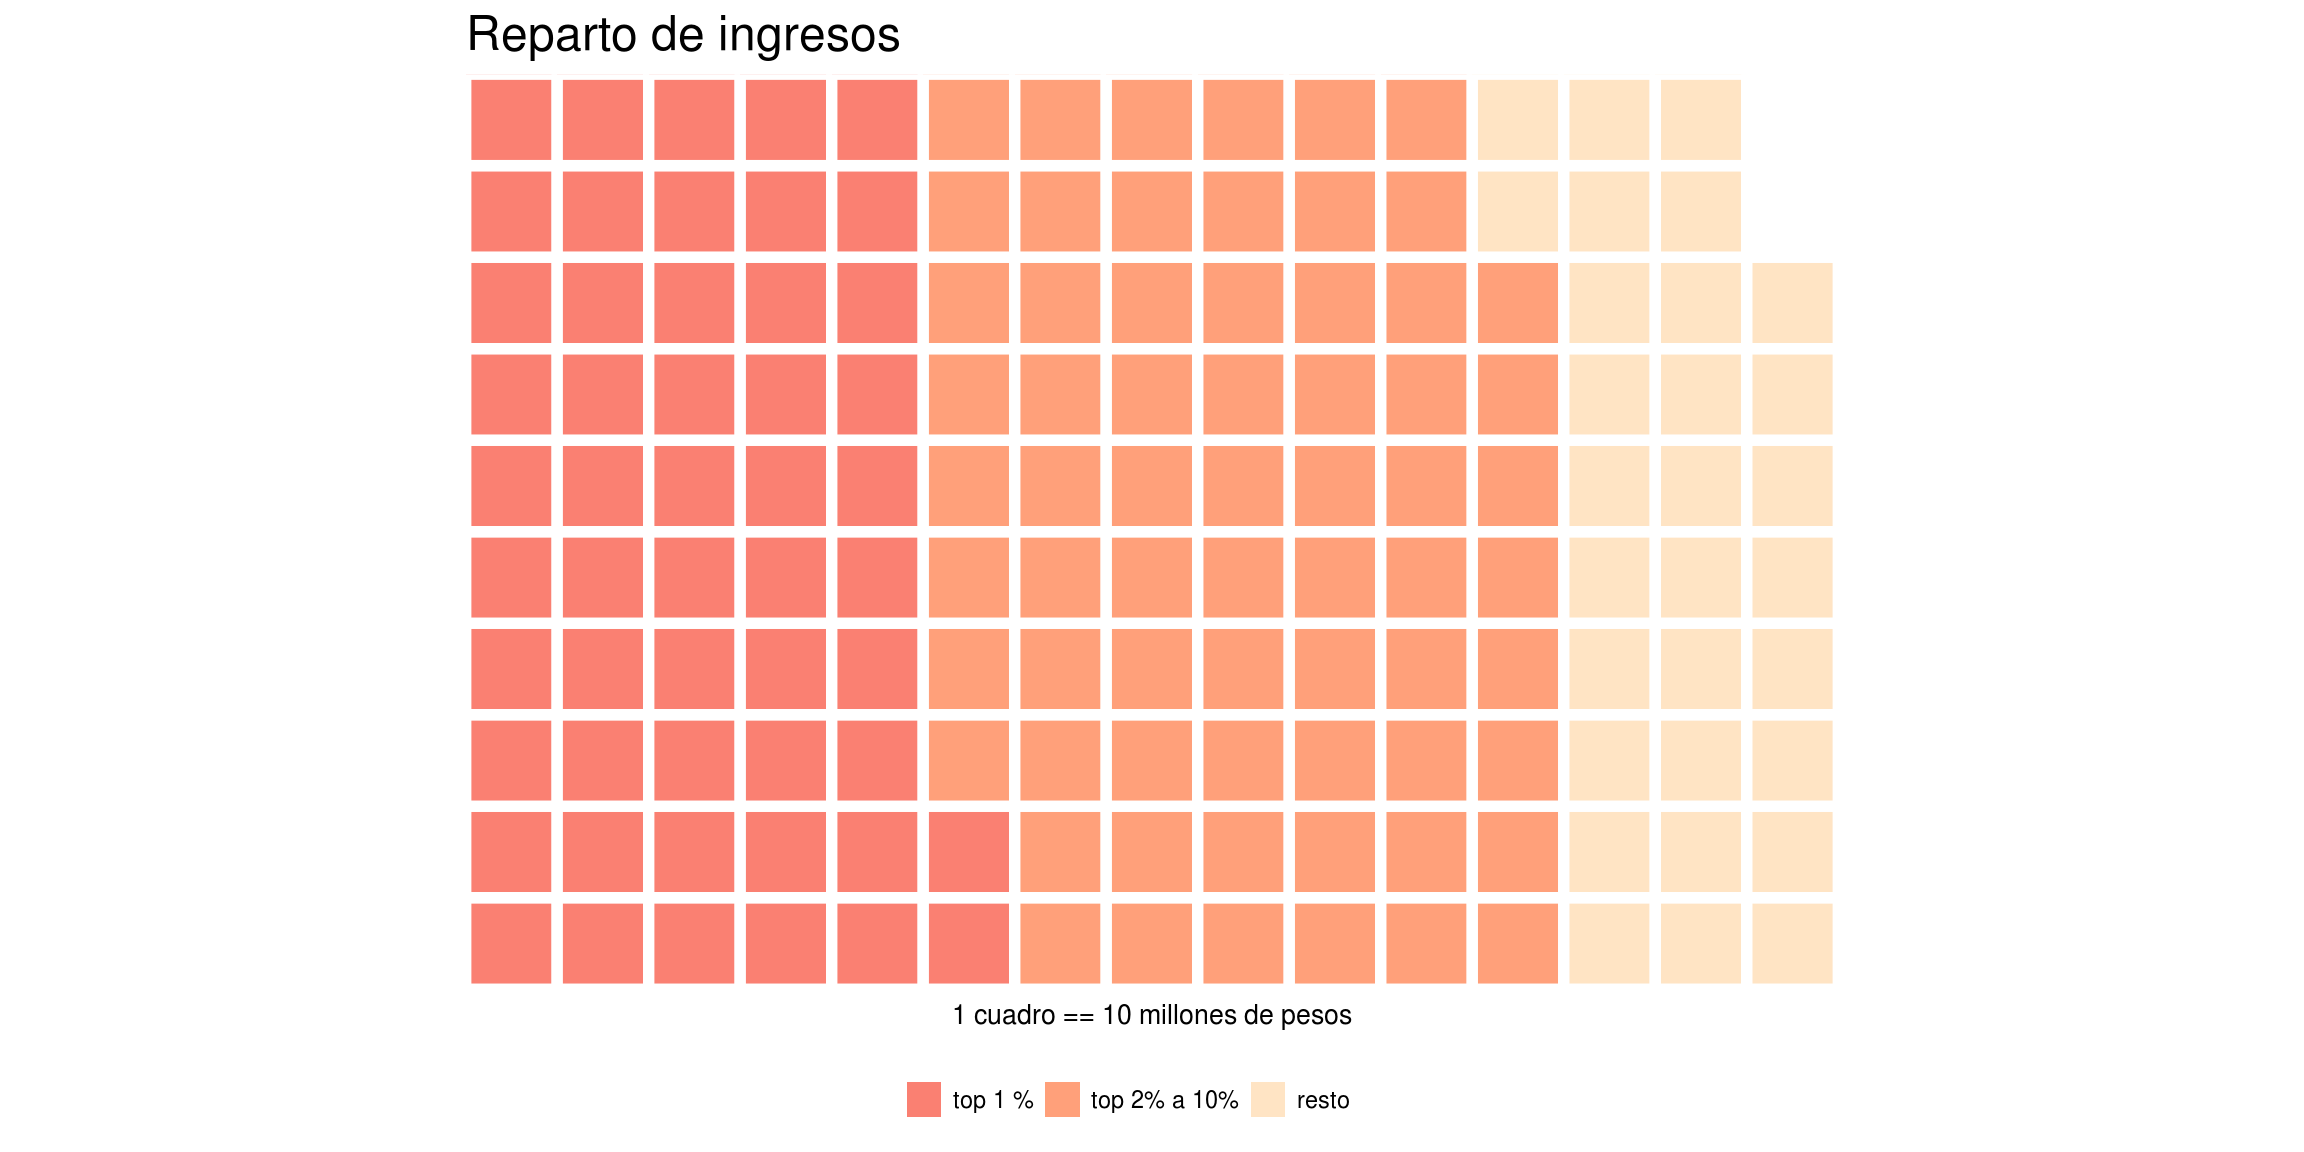 Reparto de ingresos
1 cuadro == 10 millones de pesos
top 1 % top 2% a 10% resto